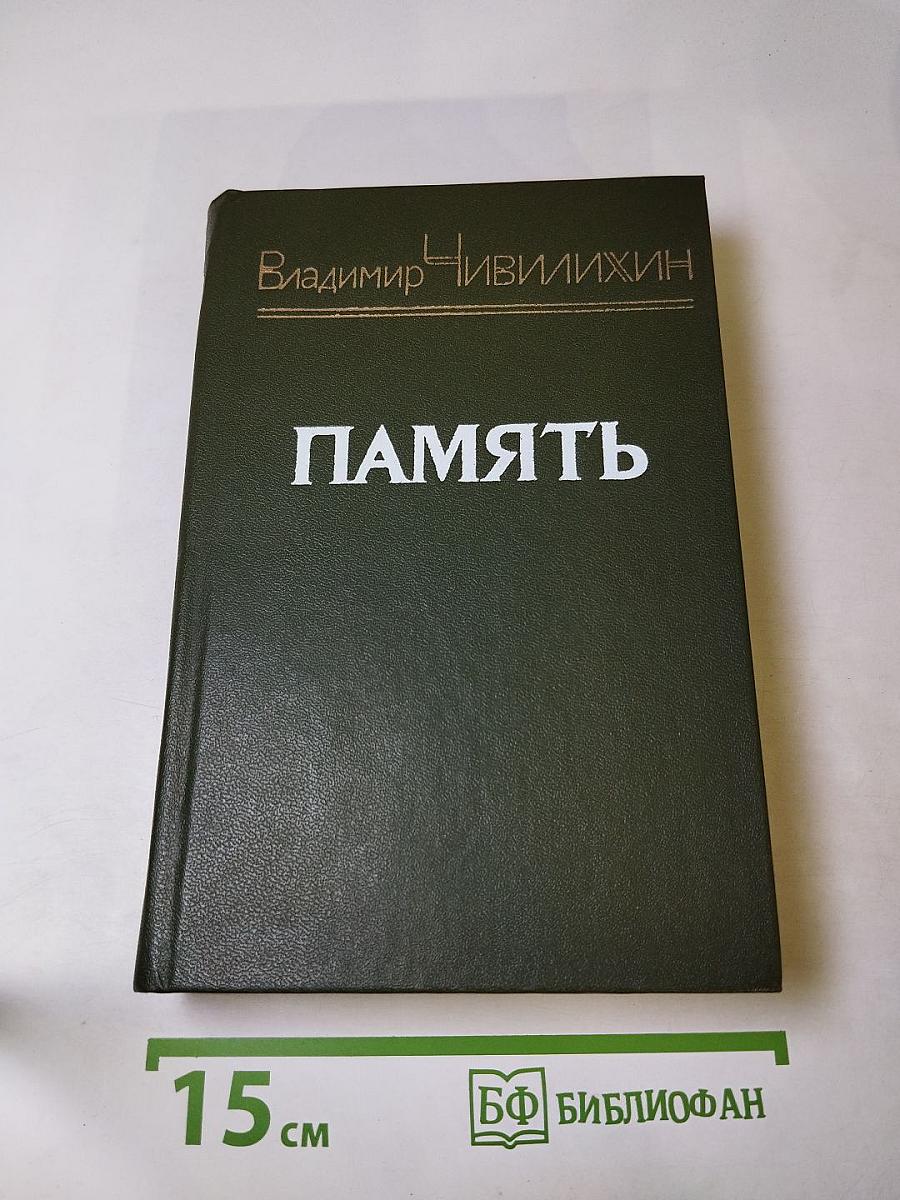 Владимир Чивилихин
ПАМЯТЬ
15 см
БФ БИБЛИОФАН